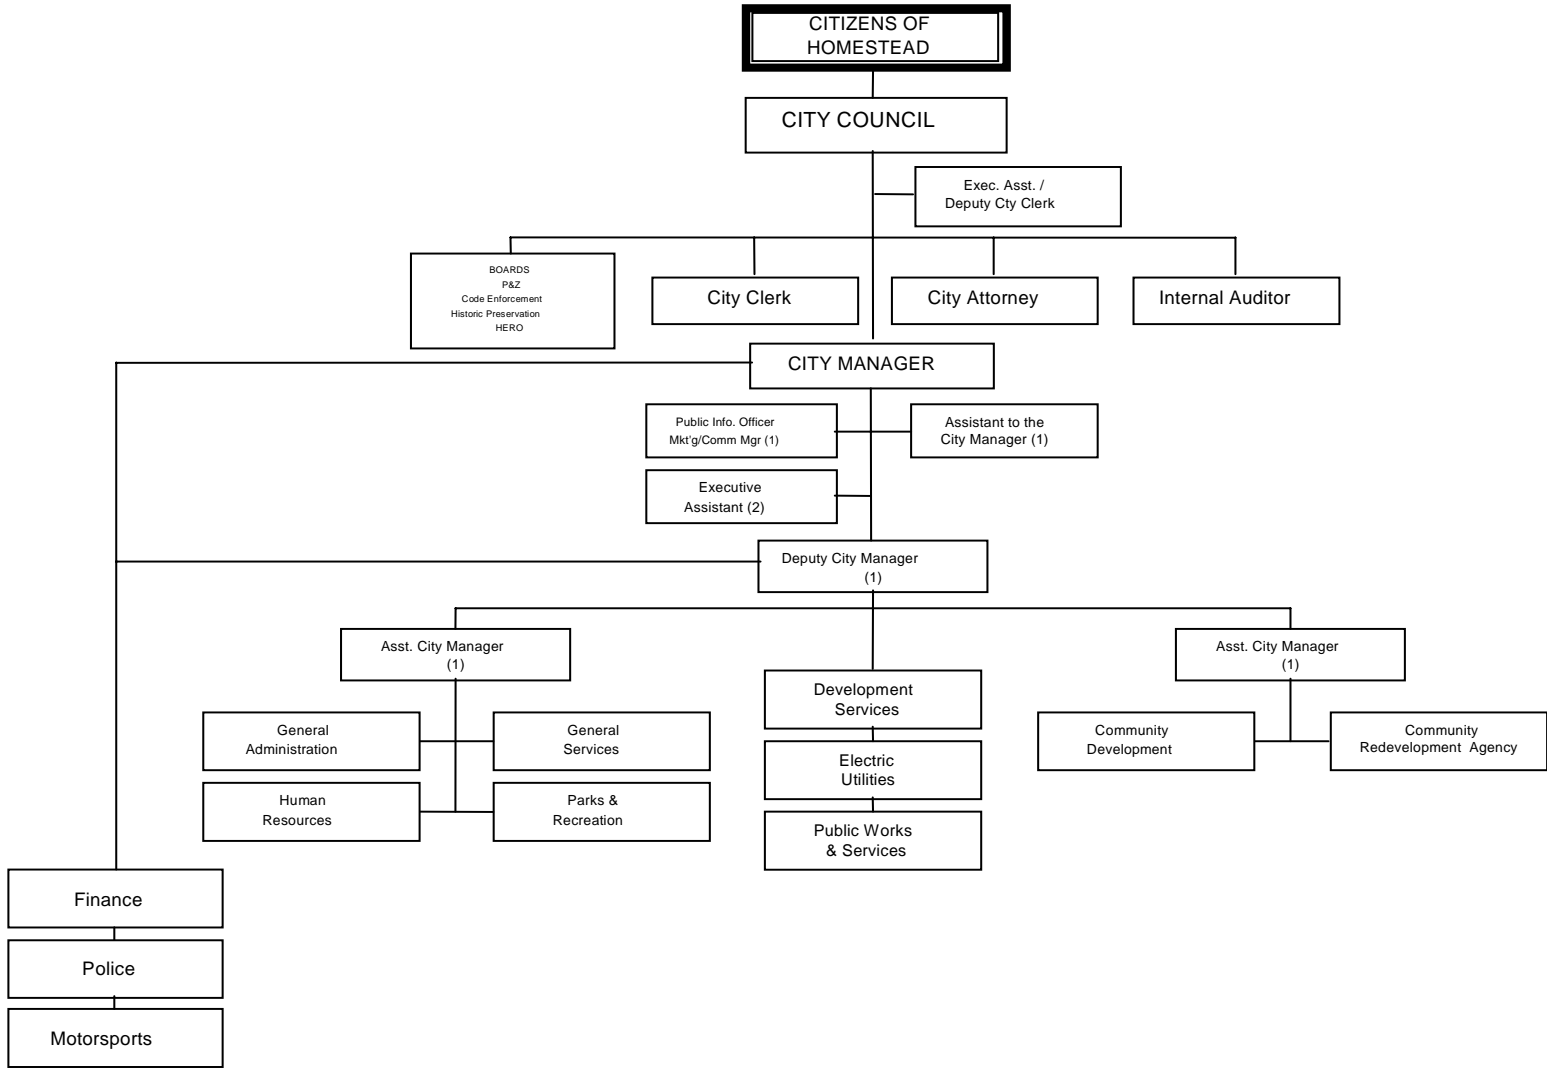 CITIZENS OF
HOMESTEAD
CITY COUNCIL
Exec. Asst. /
Deputy Cty Clerk
BOARDS
P&Z
Code Enforcement
Historic Preservation
HERO
City Clerk
City Attorney
Internal Auditor
CITY MANAGER
Public Info. Officer
Mkt'g/Comm Mgr (1)
Assistant to the
City Manager (1)
Executive
Assistant (2)
Deputy City Manager
(1)
Asst. City Manager
(1)
Asst. City Manager
(1)
General
Administration
General
Services
Human
Resources
Parks &
Recreation
Development
Services
Electric
Utilities
Public Works
& Services
Community
Development
Community
Redevelopment Agency
Finance
Police
Motorsports